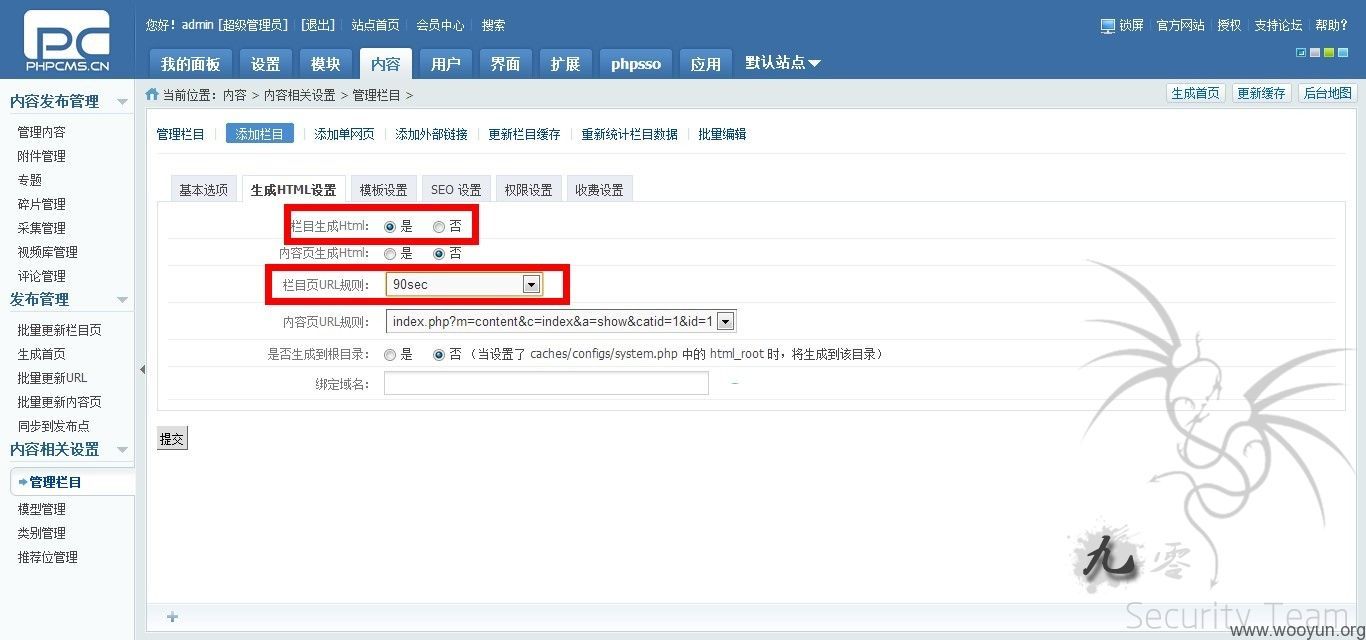 PC
PHPCMS.CN
您好！admin [超级管理员] | [退出] | 站点首页 | 会员中心 | 搜索
锁屏 | 官方网站 | 授权 | 支持论坛 | 帮助?
我的面板 设置 模块 内容 用户 界面 扩展 phpsso 应用 默认站点
内容发布管理
管理内容
附件管理
专题
碎片管理
采集管理
视频库管理
评论管理
发布管理
批量更新栏目页
生成首页
批量更新URL
批量更新内容页
同步到发布点
内容相关设置
管理栏目
模型管理
类别管理
推荐位管理
当前位置：内容 > 内容相关设置 > 管理栏目 >
生成首页 更新缓存 后台地图
管理栏目 | 添加栏目 | 添加单网页 | 添加外部链接 | 更新栏目缓存 | 重新统计栏目数据 | 批量编辑
基本选项 生成HTML设置 模板设置 SEO 设置 权限设置 收费设置
栏目生成Html： 是 否
内容页生成Html： 是 否
栏目页URL规则： 90sec
内容页URL规则： index.php?m=content&c=index&a=show&catid=1&id=1
是否生成到根目录： 是 否 （当设置了 caches/configs/system.php 中的 html_root 时，将生成到该目录）
绑定域名：
提交
九零
Security Team
www.wooyun.org